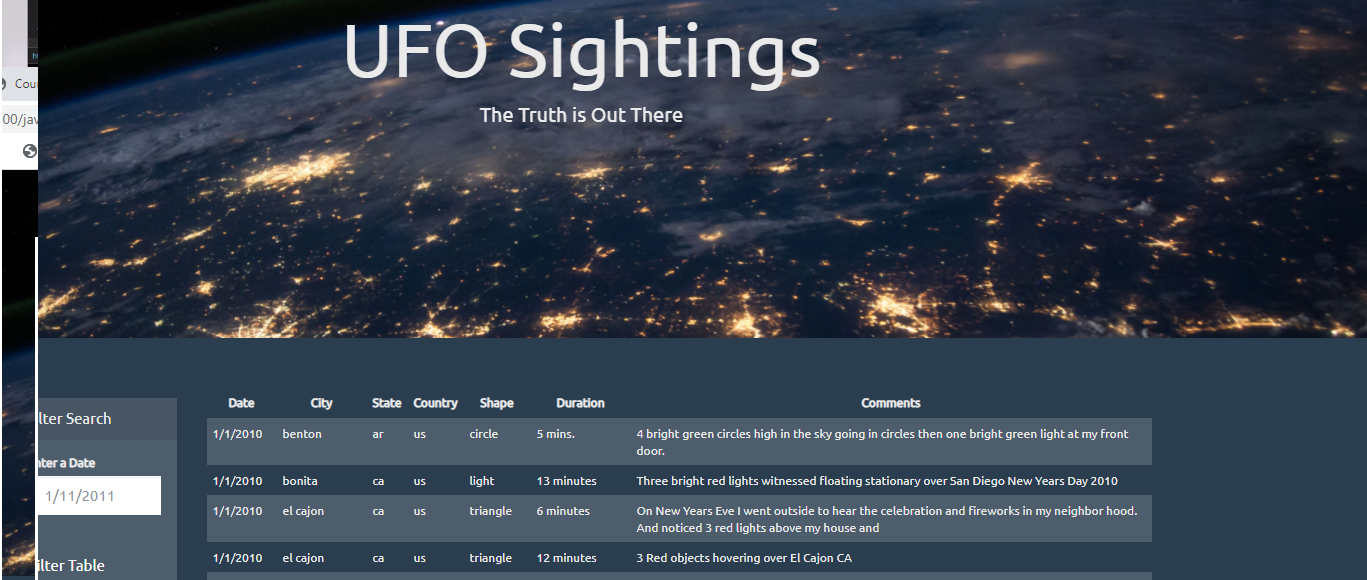 UFO Sightings
The Truth is Out There
00/jav
lter Search
nter a Date
1/11/2011
ilter Table
Date City State Country Shape Duration Comments
1/1/2010 benton ar us circle 5 mins. 4 bright green circles high in the sky going in circles then one bright green light at my front
door.
1/1/2010 bonita ca us light 13 minutes Three bright red lights witnessed floating stationary over San Diego New Years Day 2010
1/1/2010 el cajon ca us triangle 6 minutes On New Years Eve I went outside to hear the celebration and fireworks in my neighbor hood.
And noticed 3 red lights above my house and
1/1/2010 el cajon ca us triangle 12 minutes 3 Red objects hovering over El Cajon CA